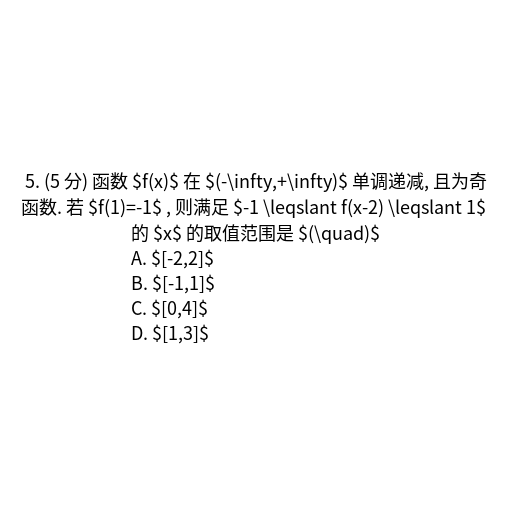 5. (5 分) 函数 $f(x)$ 在 $(-\infty,+\infty)$ 单调递减, 且为奇
函数. 若 $f(1)=-1$ , 则满足 $-1 \leqslant f(x-2) \leqslant 1$
的 $x$ 的取值范围是 $(\quad)$
A. $[-2,2]$
B. $[-1,1]$
C. $[0,4]$
D. $[1,3]$